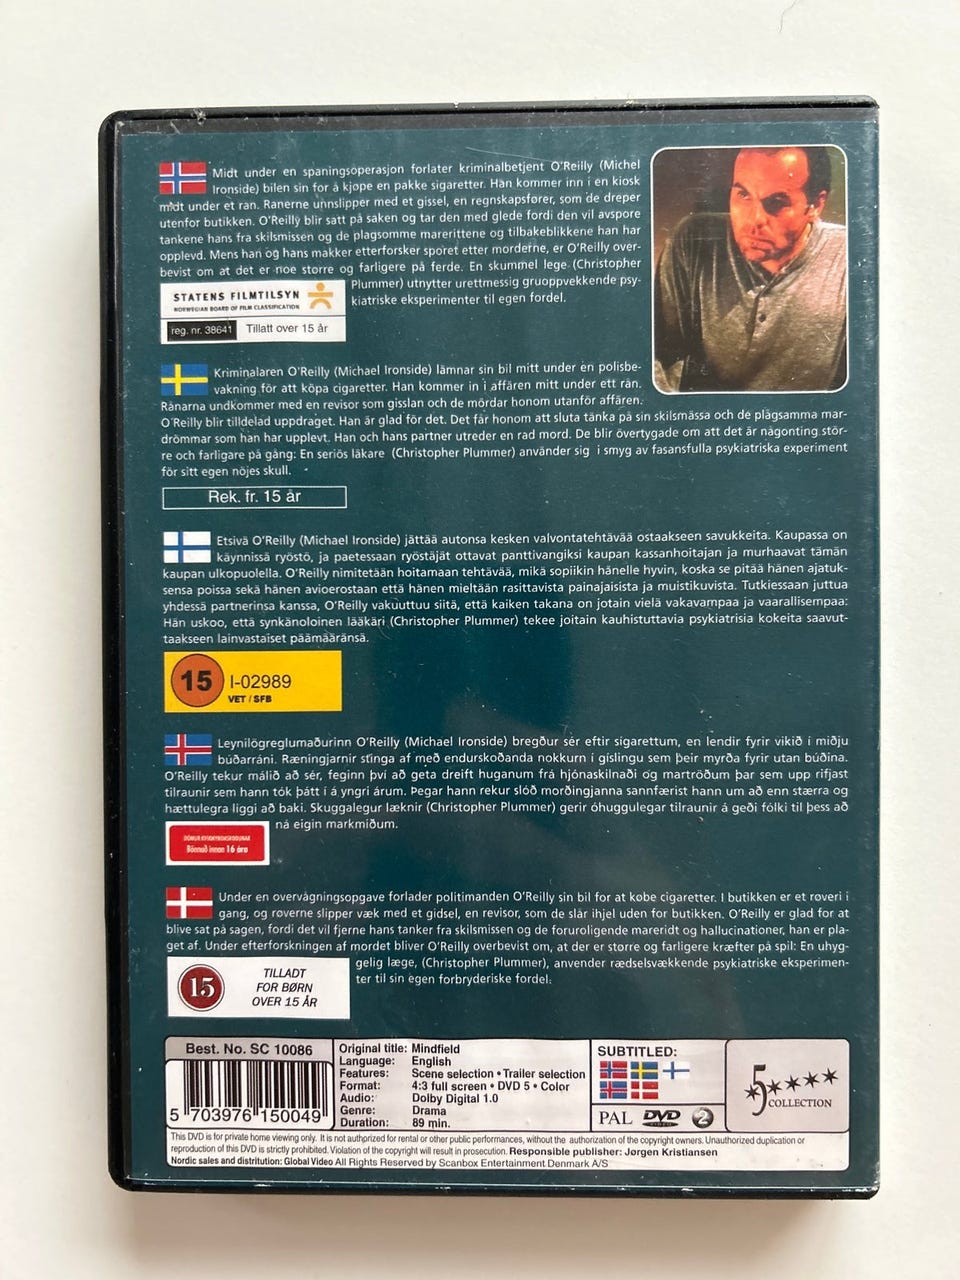 Midt under en spaningsoperasjon forlater kriminalbetjent O'Reilly (Michel
Ironside) bilen sin for å kjøpe en pakke sigaretter. Han kommer inn i en kiosk
midt under et ran. Ranerne unnslipper med et gissel, en regnskapsfører, som de dreper
utenfor butikken. O'Reilly blir satt på saken og tar den med glede fordi den vil avspore
tankene hans fra skilsmissen og de plagsomme marerittene og tilbakeblikkene han har
opplevd. Mens han og hans makker etterforsker sporet etter morderne, er O'Reilly over-
bevist om at det er noe større og farligere på ferde. En skummel lege (Christopher
Plummer) utnytter urettmessig gruoppvekkende psy-
kiatriske eksperimenter til egen fordel.
STATENS FILMTILSYN
NORWEGIAN BOARD OF FILM CLASSIFICATION
reg. nr. 38641 Tillatt over 15 år
Kriminalaren O'Reilly (Michael Ironside) lämnar sin bil mitt under en polisbe-
vakning för att köpa cigaretter. Han kommer in i affären mitt under ett rån.
Rånarna undkommer med en revisor som gisslan och de mördar honom utanför affären.
O'Reilly blir tilldelad uppdraget. Han är glad för det. Det får honom att sluta tänka på sin skilsmässa och de plågsamma mar-
drömmar som han har upplevt. Han och hans partner utreder en rad mord. De blir övertygade om att det är någonting stör-
re och farligare på gång: En seriös läkare (Christopher Plummer) använder sig i smyg av fasansfulla psykiatriska experiment
för sitt egen nöjes skull.
Rek. fr. 15 år
Etsivä O'Reilly (Michael Ironside) jättää autonsa kesken valvontatehtävää ostaakseen savukkeita. Kaupassa on
käynnissä ryöstö, ja paetessaan ryöstäjät ottavat panttivangiksi kaupan kassanhoitajan ja murhaavat tämän
kaupan ulkopuolella. O'Reilly nimitetään hoitamaan tehtävää, mikä sopiikin hänelle hyvin, koska se pitää hänen ajatuk-
sensa poissa sekä hänen avioerostaan että hänen mieltään rasittavista painajaisista ja muistikuvista. Tutkiessaan juttua
yhdessä partnerinsa kanssa, O'Reilly vakuuttuu siitä, että kaiken takana on jotain vielä vakavampaa ja vaarallisempaa:
Hän uskoo, että synkänoloinen lääkäri (Christopher Plummer) tekee joitain kauhistuttavia psykiatrisia kokeita saavut-
taakseen lainvastaiset päämääränsä.
15 I-02989
VET / SFB
Leynilögreglumaðurinn O'Reilly (Michael Ironside) bregður sér eftir sigarettum, en lendir fyrir vikið í miðju
búðarráni. Ræningjarnir stinga af með endurskoðanda nokkurn í gislingu sem þeir myrða fyrir utan búðina.
O'Reilly tekur málið að sér, feginn því að geta dreift huganum frá hjónaskilnaði og martröðum þar sem upp rifjast
tilraunir sem hann tók þátt í á yngri árum. Þegar hann rekur slóð morðingjanna sannfærist hann um að enn stærra og
hættulegra liggi að baki. Skuggalegur læknir (Christopher Plummer) gerir óhuggulegar tilraunir á geði fólki til þess að
ná eigin markmiðum.
Bönnuð innan 16 ára
Under en overvågningsopgave forlader politimanden O'Reilly sin bil for at købe cigaretter. I butikken er et røveri i
gang, og røverne slipper væk med et gidsel, en revisor, som de slår ihjel uden for butikken. O'Reilly er glad for at
blive sat på sagen, fordi det vil fjerne hans tanker fra skilsmissen og de foruroligende mareridt og hallucinationer, han er pla-
get af. Under efterforskningen af mordet bliver O'Reilly overbevist om, at der er større og farligere kræfter på spil: En uhyg-
gelig læge, (Christopher Plummer), anvender rædselsvækkende psykiatriske eksperimen-
ter til sin egen forbryderiske fordel.
15 TILLADT
FOR BØRN
OVER 15 ÅR
Best. No. SC 10086
5 703976 150049
Original title: Mindfield
Language: English
Features: Scene selection • Trailer selection
Format: 4:3 full screen • DVD 5 • Color
Audio: Dolby Digital 1.0
Genre: Drama
Duration: 89 min.
SUBTITLED:
PAL DVD VIDEO 2
5 COLLECTION
This DVD is for private home viewing only. It is not authorized for rental or other public performances, without the authorization of the copyright owners. Unauthorized duplication or
reproduction of this DVD is strictly prohibited. Violation of the copyright will result in prosecution. Responsible publisher: Jørgen Kristiansen
Nordic sales and distribution: Global Video All Rights Reserved by Scanbox Entertainment Denmark A/S